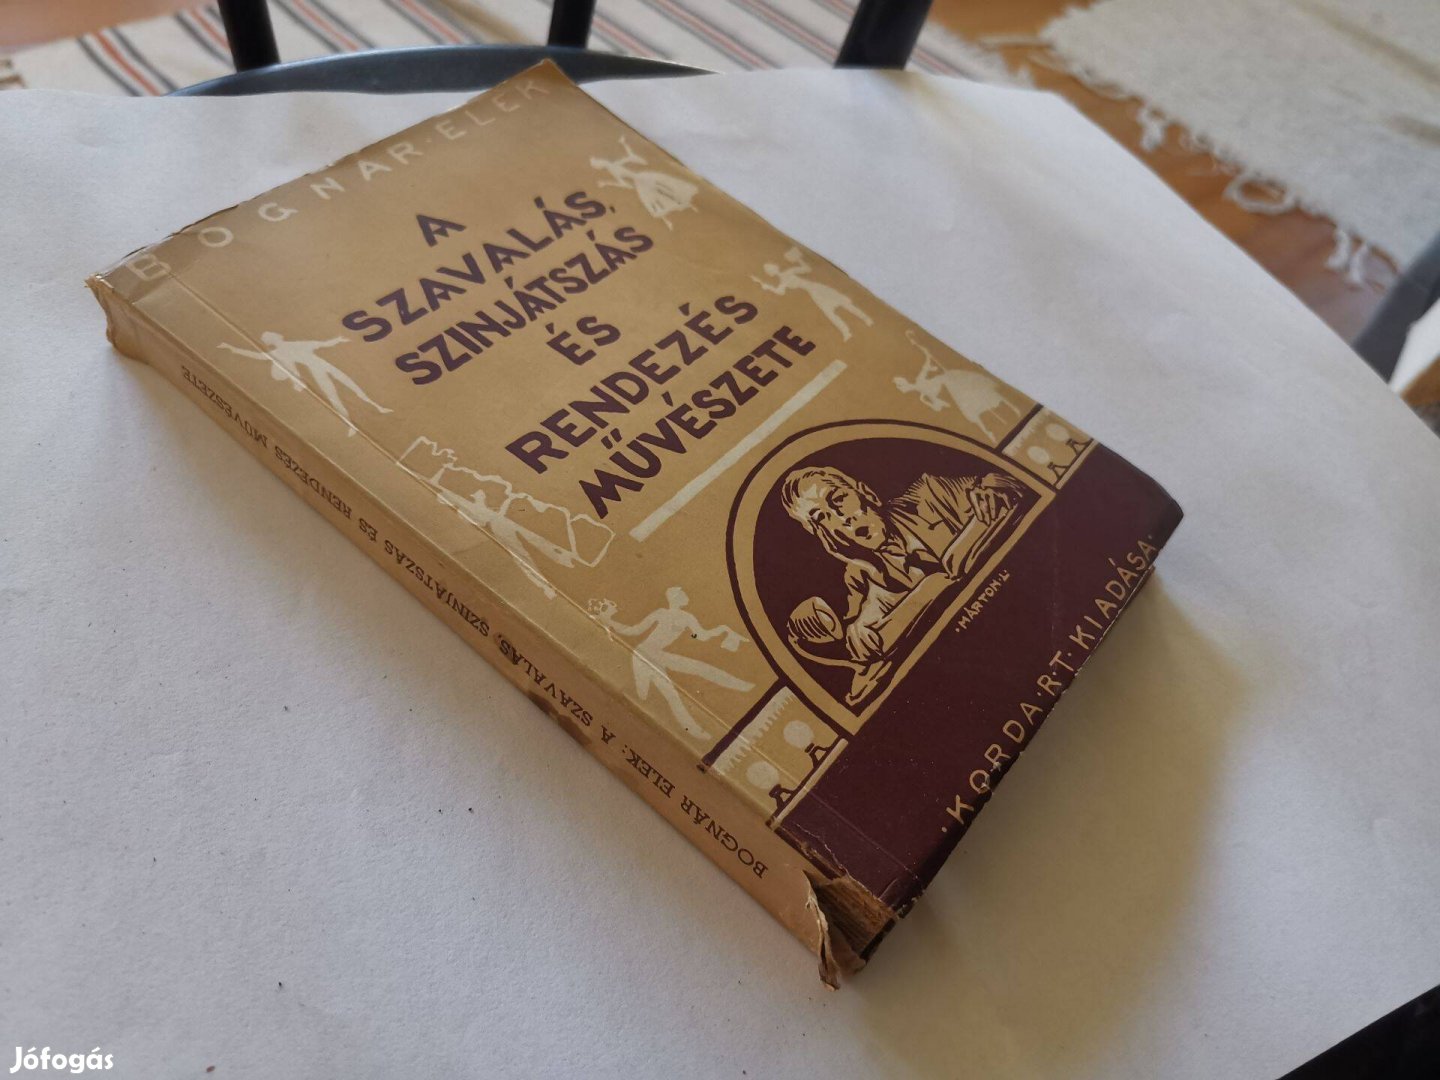 BOGNÁR·ELEK
A
SZAVALÁS,
SZINJÁTSZÁS
ÉS
RENDEZÉS
MŰVÉSZETE
·MÁRTON·L·
·KORDA·R·T·KIADÁSA·
BOGNÁR ELEK: A SZAVALÁS, SZINJÁTSZÁS ÉS RENDEZÉS MŰVÉSZETE
Jófogás